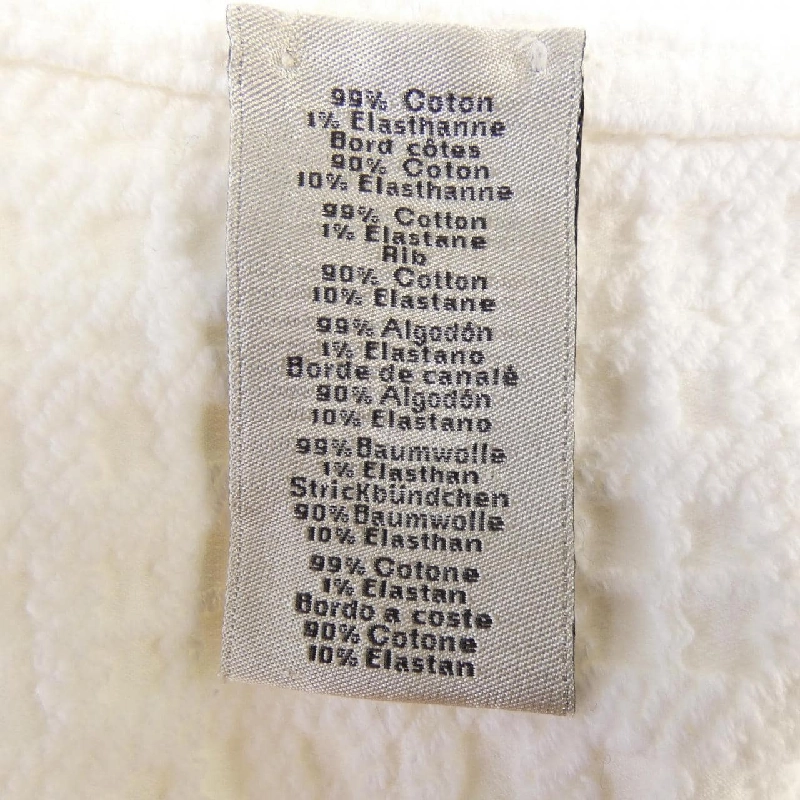 99% Coton
1% Elasthanne
Bord côtes
90% Coton
10% Elasthanne
99% Cotton
1% Elastane
Rib
90% Cotton
10% Elastane
99% Algodón
1% Elastano
Borde de canalé
90% Algodón
10% Elastano
99% Baumwolle
1% Elasthan
Strickbündchen
90% Baumwolle
10% Elasthan
99% Cotone
1% Elastan
Bordo a coste
90% Cotone
10% Elastan